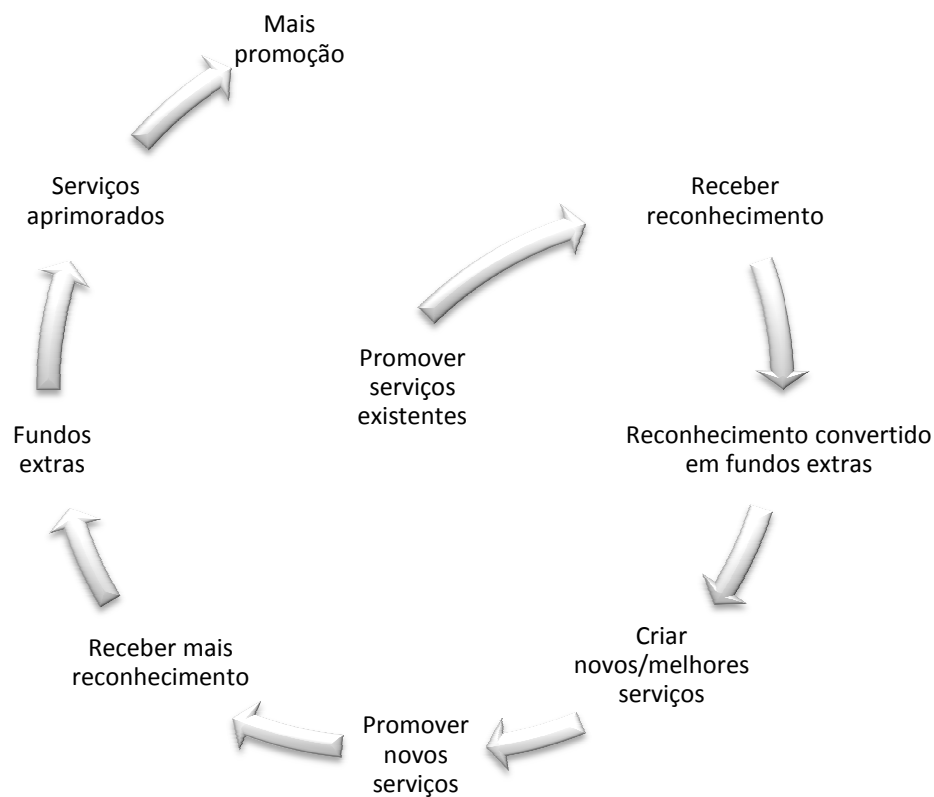 Mais
promoção
Serviços
aprimorados
Receber
reconhecimento
Promover
serviços
existentes
Fundos
extras
Reconhecimento convertido
em fundos extras
Receber mais
reconhecimento
Criar
novos/melhores
serviços
Promover
novos
serviços